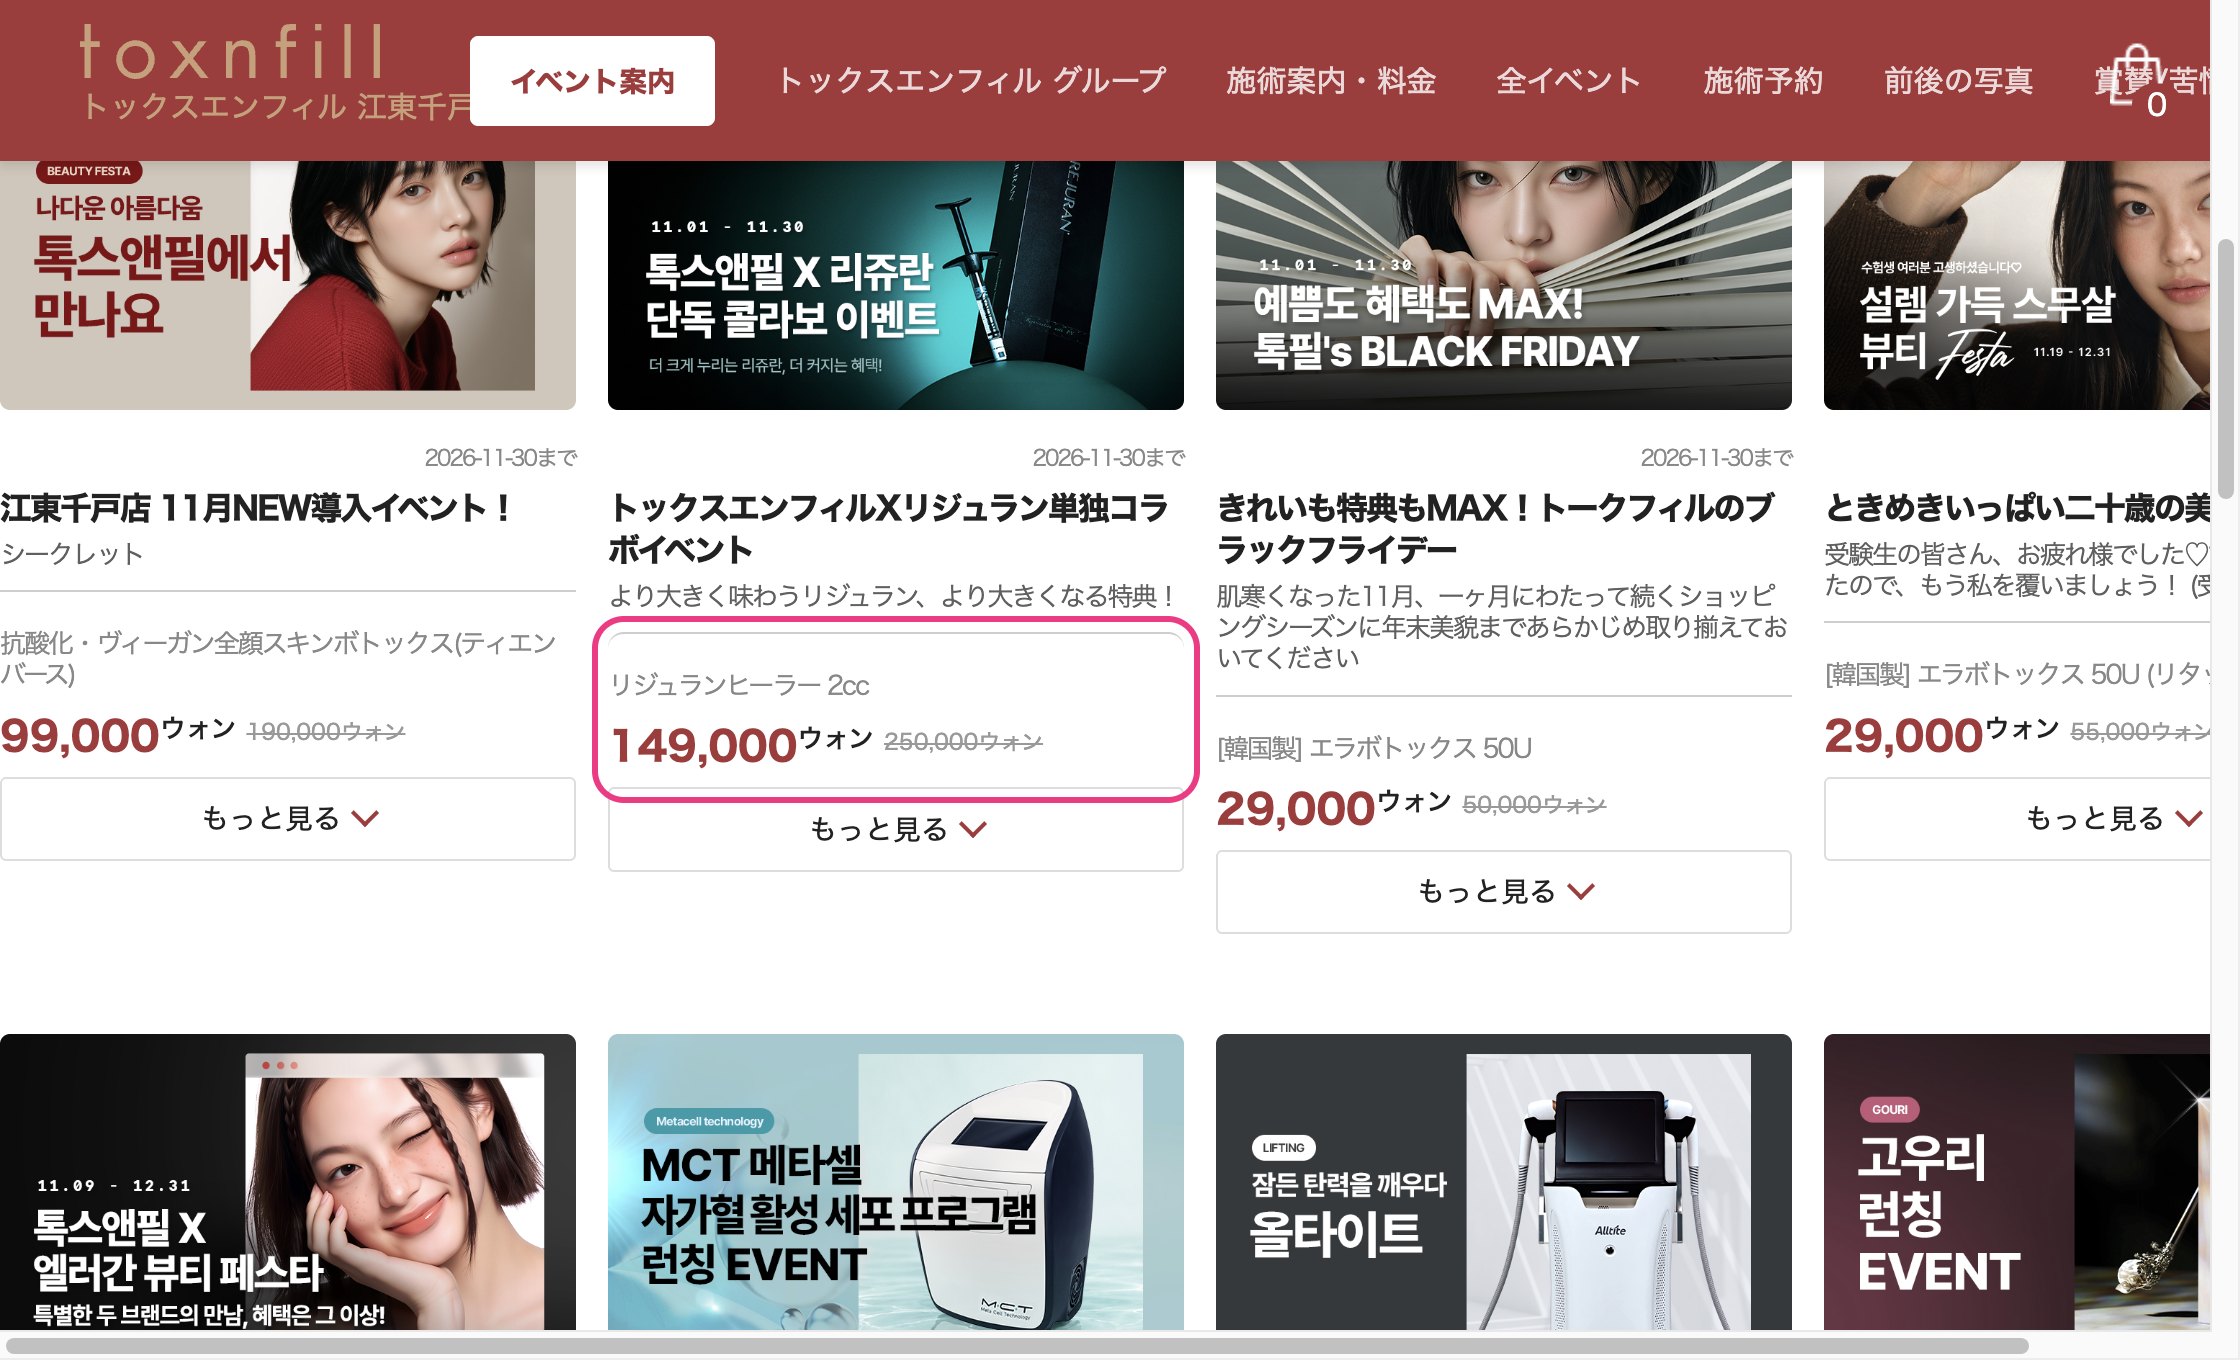 toxnfill
トックスエンフィル 江東千戸
イベント案内
トックスエンフィル グループ
施術案内・料金
全イベント
施術予約
前後の写真
賞賛/苦情
0
BEAUTY FESTA
나다운 아름다움
톡스앤필에서
만나요
2026-11-30まで
江東千戸店 11月NEW導入イベント！
シークレット
抗酸化・ヴィーガン全顔スキンボトックス(ティエン
バース)
99,000ウォン 190,000ウォン
もっと見る
REJURAN
11.01 - 11.30
톡스앤필 X 리쥬란
단독 콜라보 이벤트
더 크게 누리는 리쥬란, 더 커지는 혜택!
2026-11-30まで
トックスエンフィルXリジュラン単独コラ
ボイベント
より大きく味わうリジュラン、より大きくなる特典！
リジュランヒーラー 2cc
149,000ウォン 250,000ウォン
もっと見る
11.01 - 11.30
예쁨도 혜택도 MAX!
톡필's BLACK FRIDAY
2026-11-30まで
きれいも特典もMAX！トークフィルのブ
ラックフライデー
肌寒くなった11月、一ヶ月にわたって続くショッピ
ングシーズンに年末美貌まであらかじめ取り揃えてお
いてください
[韓国製] エラボトックス 50U
29,000ウォン 50,000ウォン
もっと見る
수험생 여러분 고생하셨습니다♡
설렘 가득 스무살
뷰티 Festa 11.19 - 12.31
ときめきいっぱい二十歳の美
受験生の皆さん、お疲れ様でした♡
たので、もう私を覆いましょう！ (受
[韓国製] エラボトックス 50U (リタッ
29,000ウォン 55,000ウォン
もっと見る
11.09 - 12.31
톡스앤필 X
엘러간 뷰티 페스타
특별한 두 브랜드의 만남, 혜택은 그 이상!
Metacell technology
MCT 메타셀
자가혈 활성 세포 프로그램
런칭 EVENT
M.C.T
Meta Cell Technology
LIFTING
잠든 탄력을 깨우다
올타이트
Alltite
GOURI
고우리
런칭
EVENT